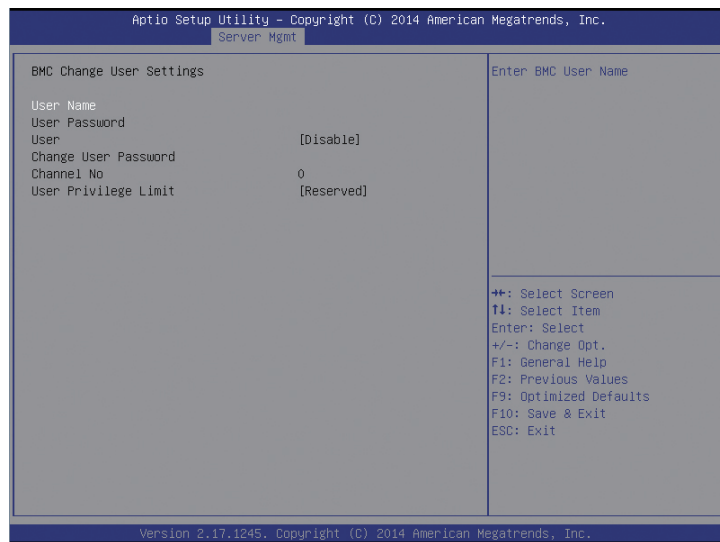 Aptio Setup Utility – Copyright (C) 2014 American Megatrends, Inc.
Server Mgmt
BMC Change User Settings
User Name
User Password
User [Disable]
Change User Password
Channel No 0
User Privilege Limit [Reserved]
Enter BMC User Name
→←: Select Screen
↑↓: Select Item
Enter: Select
+/-: Change Opt.
F1: General Help
F2: Previous Values
F9: Optimized Defaults
F10: Save & Exit
ESC: Exit
Version 2.17.1245. Copyright (C) 2014 American Megatrends, Inc.